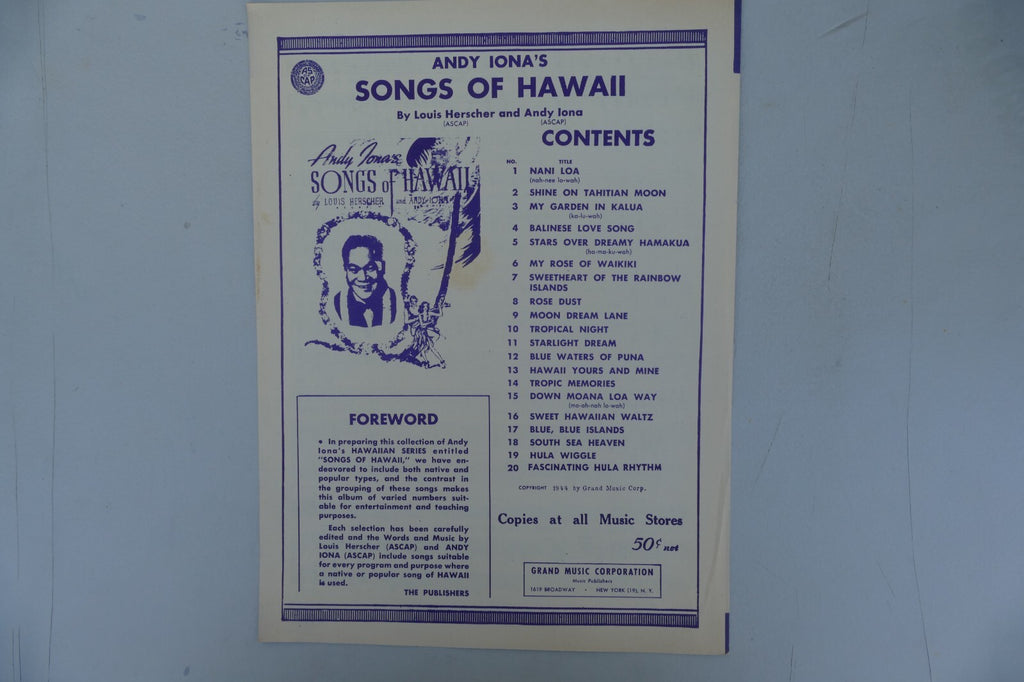 ANDY IONA'S
AS
CAP
SONGS OF HAWAII
By Louis Herscher and Andy Iona
(ASCAP) (ASCAP)
Andy Iona's
SONGS of HAWAII
by LOUIS HERSCHER and ANDY IONA
CONTENTS
NO. TITLE
1 NANI LOA
(nah-nee lo-wah)
2 SHINE ON TAHITIAN MOON
3 MY GARDEN IN KALUA
(ka-lu-wah)
4 BALINESE LOVE SONG
5 STARS OVER DREAMY HAMAKUA
(ha-ma-ku-wah)
6 MY ROSE OF WAIKIKI
7 SWEETHEART OF THE RAINBOW
ISLANDS
8 ROSE DUST
9 MOON DREAM LANE
10 TROPICAL NIGHT
11 STARLIGHT DREAM
12 BLUE WATERS OF PUNA
13 HAWAII YOURS AND MINE
14 TROPIC MEMORIES
15 DOWN MOANA LOA WAY
(mo-ah-nah lo-wah)
16 SWEET HAWAIIAN WALTZ
17 BLUE, BLUE ISLANDS
18 SOUTH SEA HEAVEN
19 HULA WIGGLE
20 FASCINATING HULA RHYTHM
COPYRIGHT 1944 by Grand Music Corp.
Copies at all Music Stores
50¢ net
GRAND MUSIC CORPORATION
Music Publishers
1619 BROADWAY • NEW YORK (19), N. Y.
FOREWORD
• In preparing this collection of Andy
Iona's HAWAIIAN SERIES entitled
"SONGS OF HAWAII," we have en-
deavored to include both native and
popular types, and the contrast in
the grouping of these songs makes
this album of varied numbers suit-
able for entertainment and teaching
purposes.
Each selection has been carefully
edited and the Words and Music by
Louis Herscher (ASCAP) and ANDY
IONA (ASCAP) include songs suitable
for every program and purpose where
a native or popular song of HAWAII
is used.
THE PUBLISHERS